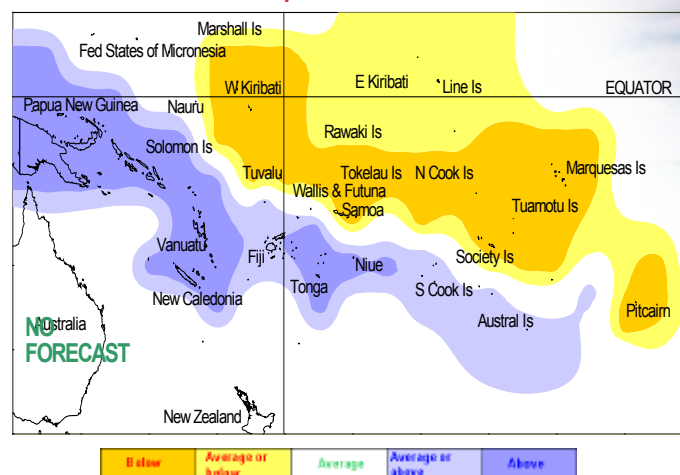 Marshall Is
Fed States of Micronesia
W Kiribati
E Kiribati
Line Is
EQUATOR
Papua New Guinea
Nauru
Rawaki Is
Solomon Is
Tuvalu
Tokelau Is
N Cook Is
Marquesas Is
Wallis & Futuna
Samoa
Tuamotu Is
Vanuatu
Fiji
Niue
Society Is
Tonga
S Cook Is
New Caledonia
Pitcairn
Austral Is
Australia
NO
FORECAST
New Zealand
Below
Average or
below
Average
Average or
above
Above